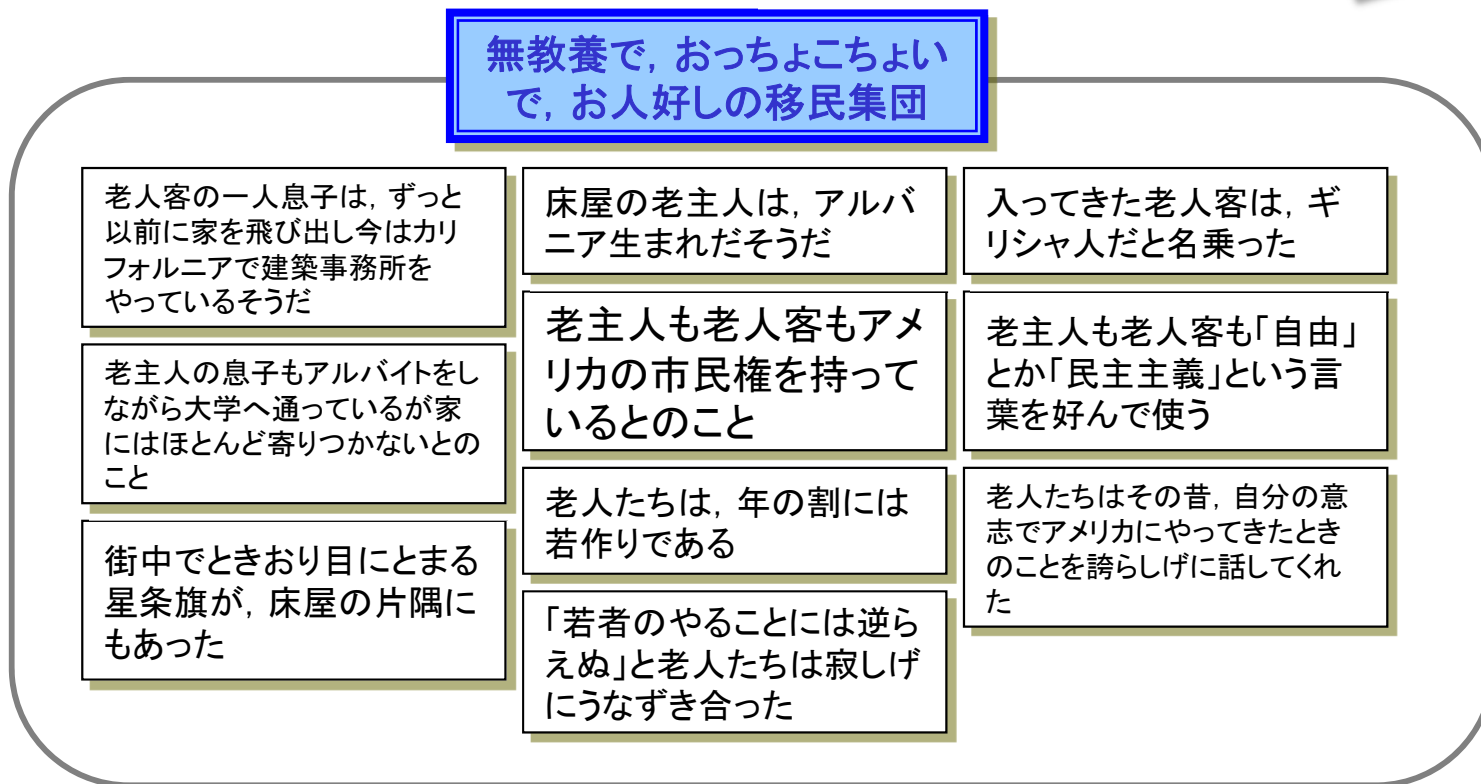 無教養で，おっちょこちょい
で，お人好しの移民集団
老人客の一人息子は，ずっと
以前に家を飛び出し今はカリ
フォルニアで建築事務所を
やっているそうだ
老主人の息子もアルバイトをし
ながら大学へ通っているが家
にはほとんど寄りつかないとの
こと
街中でときおり目にとまる
星条旗が，床屋の片隅に
もあった
床屋の老主人は，アルバ
ニア生まれだそうだ
老主人も老人客もアメ
リカの市民権を持って
いるとのこと
老人たちは，年の割には
若作りである
「若者のやることには逆ら
えぬ」と老人たちは寂しげ
にうなずき合った
入ってきた老人客は，ギ
リシャ人だと名乗った
老主人も老人客も「自由」
とか「民主主義」という言
葉を好んで使う
老人たちはその昔，自分の意
志でアメリカにやってきたとき
のことを誇らしげに話してくれ
た